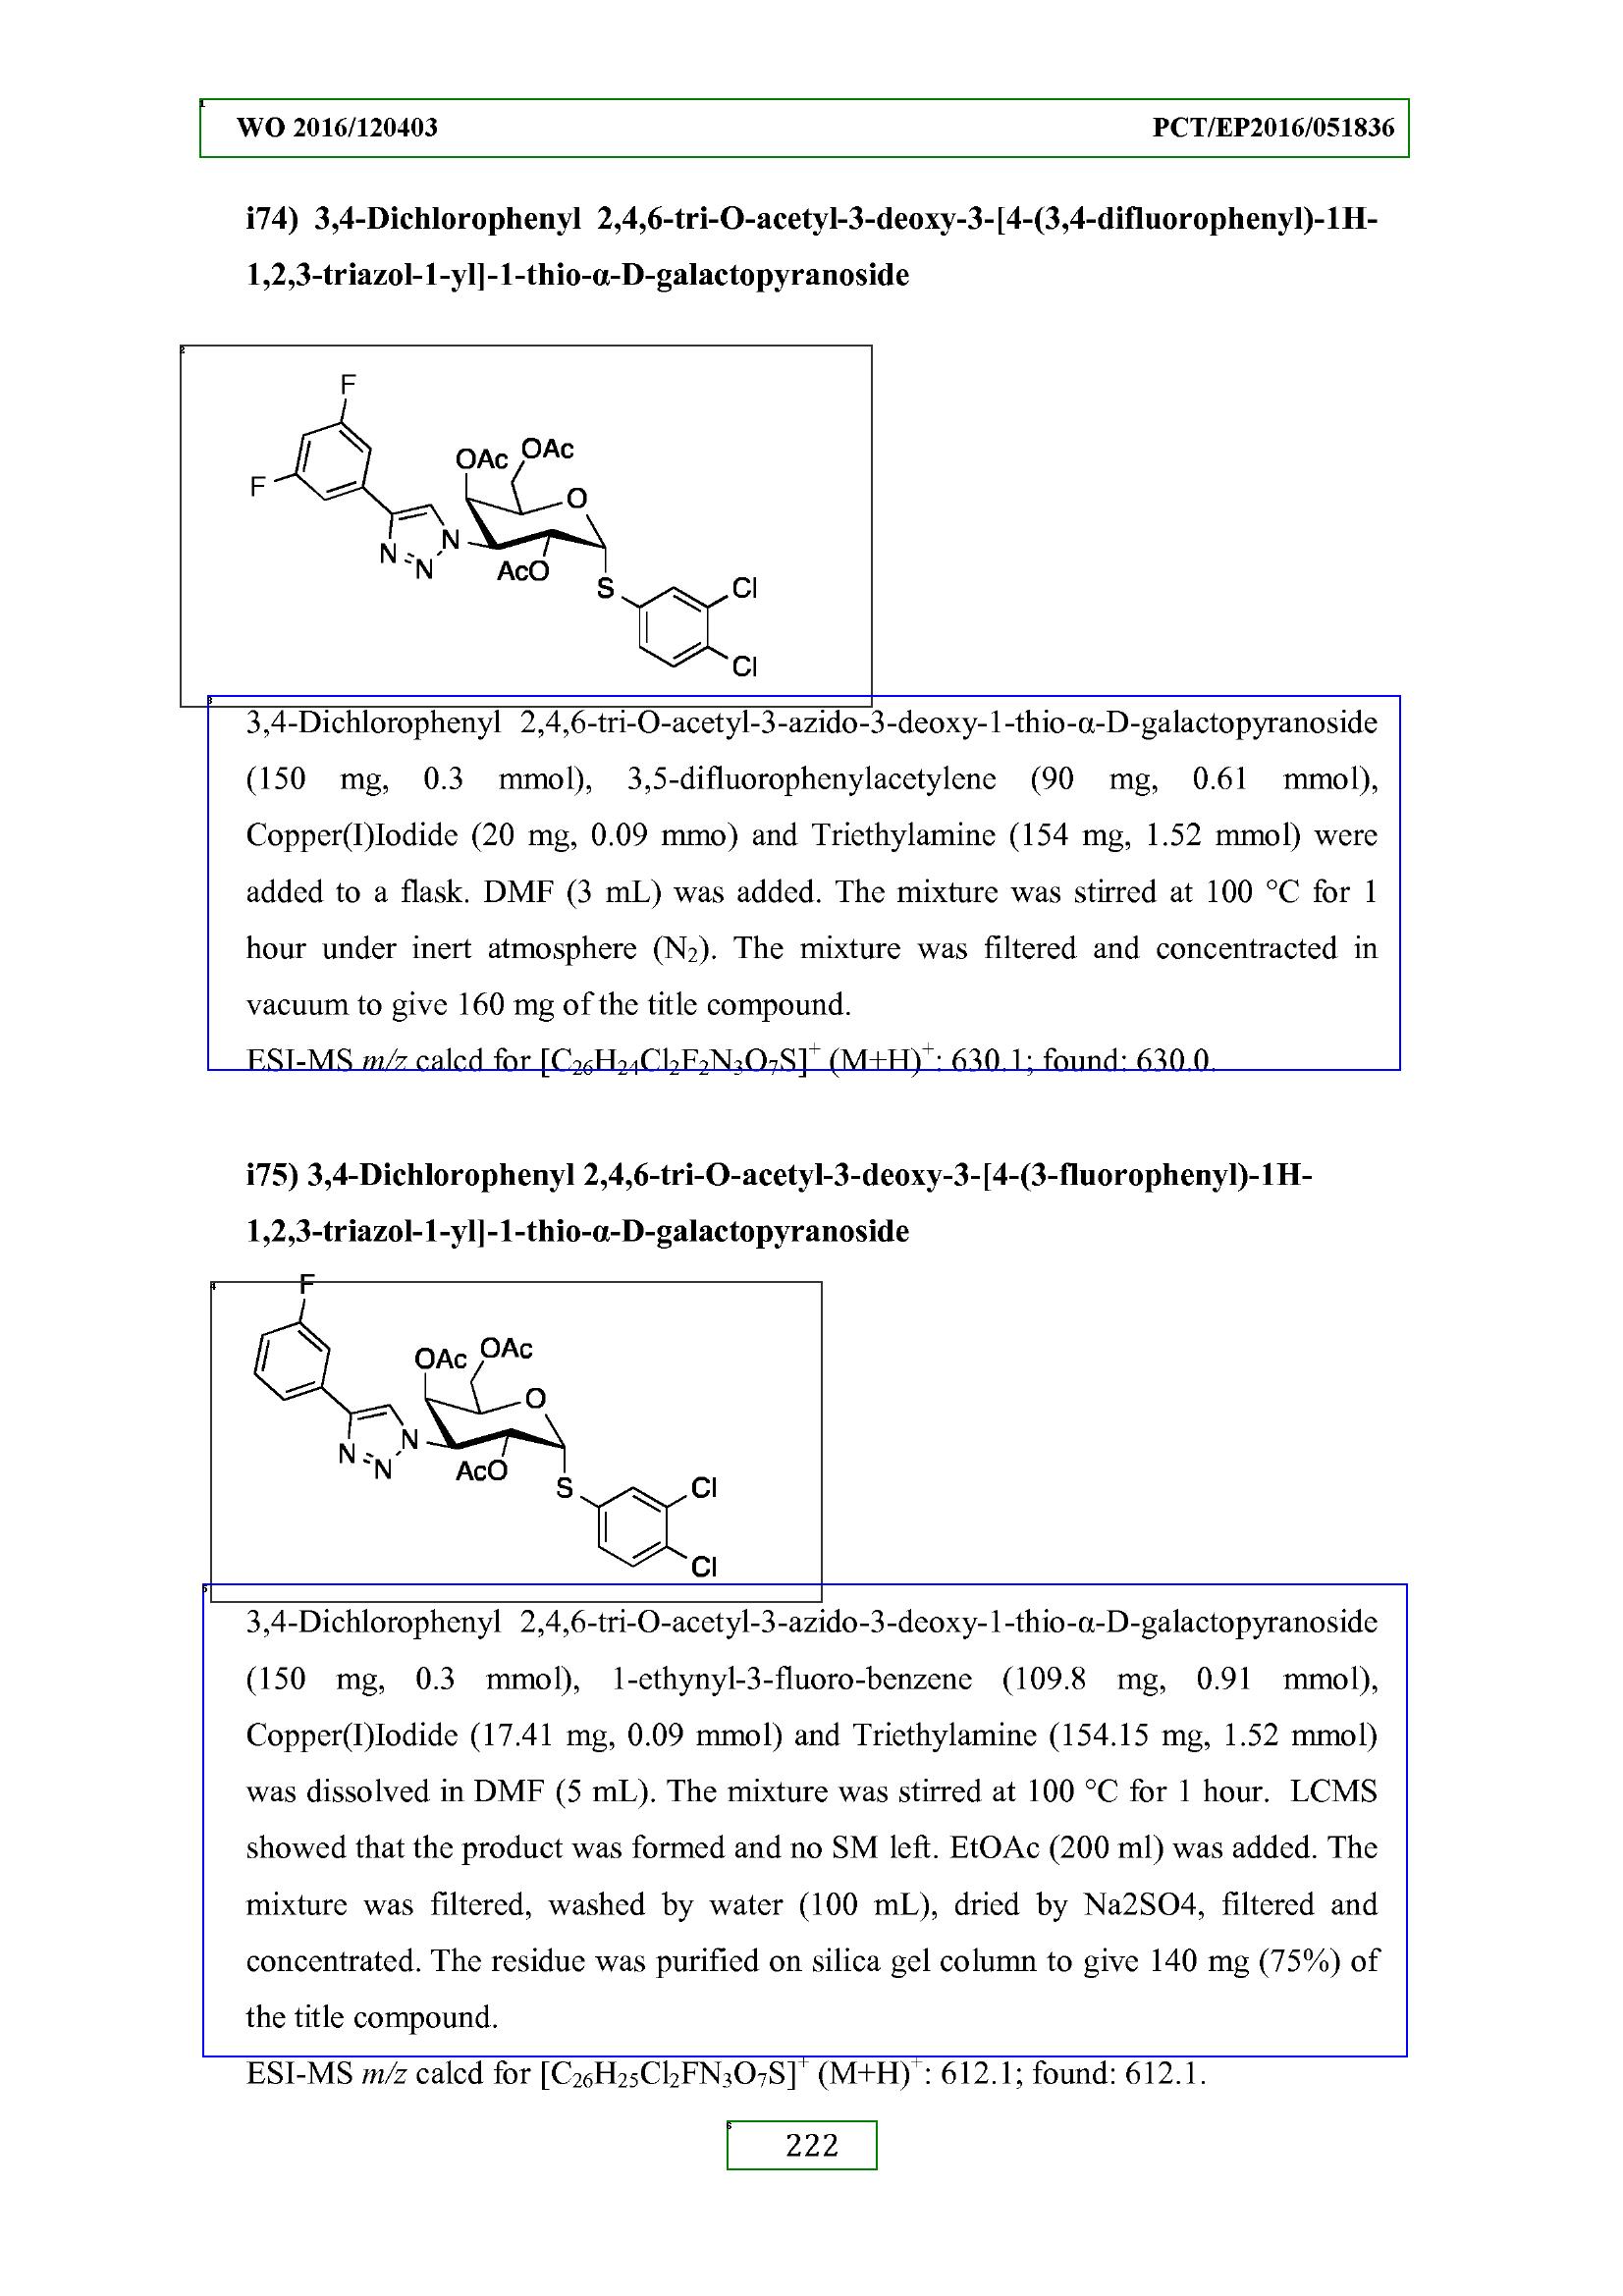 WO 2016/120403 PCT/EP2016/051836
i74) 3,4-Dichlorophenyl 2,4,6-tri-O-acetyl-3-deoxy-3-[4-(3,4-difluorophenyl)-1H-
1,2,3-triazol-1-yl]-1-thio-α-D-galactopyranoside
2
F
OAc
OAc
F
O
N
N
N
AcO
S
Cl
Cl
3
3,4-Dichlorophenyl 2,4,6-tri-O-acetyl-3-azido-3-deoxy-1-thio-α-D-galactopyranoside
(150 mg, 0.3 mmol), 3,5-difluorophenylacetylene (90 mg, 0.61 mmol),
Copper(I)Iodide (20 mg, 0.09 mmo) and Triethylamine (154 mg, 1.52 mmol) were
added to a flask. DMF (3 mL) was added. The mixture was stirred at 100 °C for 1
hour under inert atmosphere (N₂). The mixture was filtered and concentracted in
vacuum to give 160 mg of the title compound.
ESI-MS m/z calcd for [C₂₆H₂₄Cl₂F₂N₃O₇S]⁺ (M+H)⁺: 630.1; found: 630.0.
i75) 3,4-Dichlorophenyl 2,4,6-tri-O-acetyl-3-deoxy-3-[4-(3-fluorophenyl)-1H-
1,2,3-triazol-1-yl]-1-thio-α-D-galactopyranoside
4
F
OAc
OAc
O
N
N
N
AcO
S
Cl
Cl
5
3,4-Dichlorophenyl 2,4,6-tri-O-acetyl-3-azido-3-deoxy-1-thio-α-D-galactopyranoside
(150 mg, 0.3 mmol), 1-ethynyl-3-fluoro-benzene (109.8 mg, 0.91 mmol),
Copper(I)Iodide (17.41 mg, 0.09 mmol) and Triethylamine (154.15 mg, 1.52 mmol)
was dissolved in DMF (5 mL). The mixture was stirred at 100 °C for 1 hour. LCMS
showed that the product was formed and no SM left. EtOAc (200 ml) was added. The
mixture was filtered, washed by water (100 mL), dried by Na2SO4, filtered and
concentrated. The residue was purified on silica gel column to give 140 mg (75%) of
the title compound.
ESI-MS m/z calcd for [C₂₆H₂₅Cl₂FN₃O₇S]⁺ (M+H)⁺: 612.1; found: 612.1.
6
222